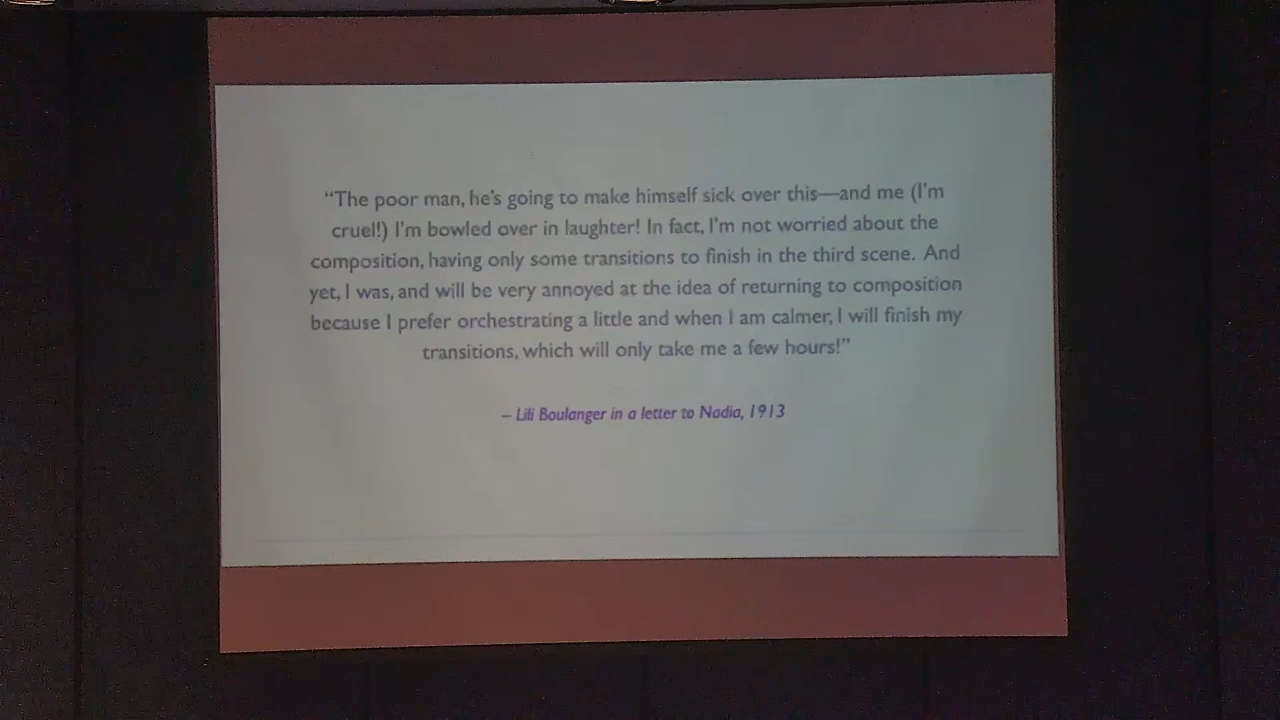 “The poor man, he’s going to make himself sick over this—and me (I’m
cruel!) I’m bowled over in laughter! In fact, I’m not worried about the
composition, having only some transitions to finish in the third scene. And
yet, I was, and will be very annoyed at the idea of returning to composition
because I prefer orchestrating a little and when I am calmer, I will finish my
transitions, which will only take me a few hours!”
– Lili Boulanger in a letter to Nadia, 1913